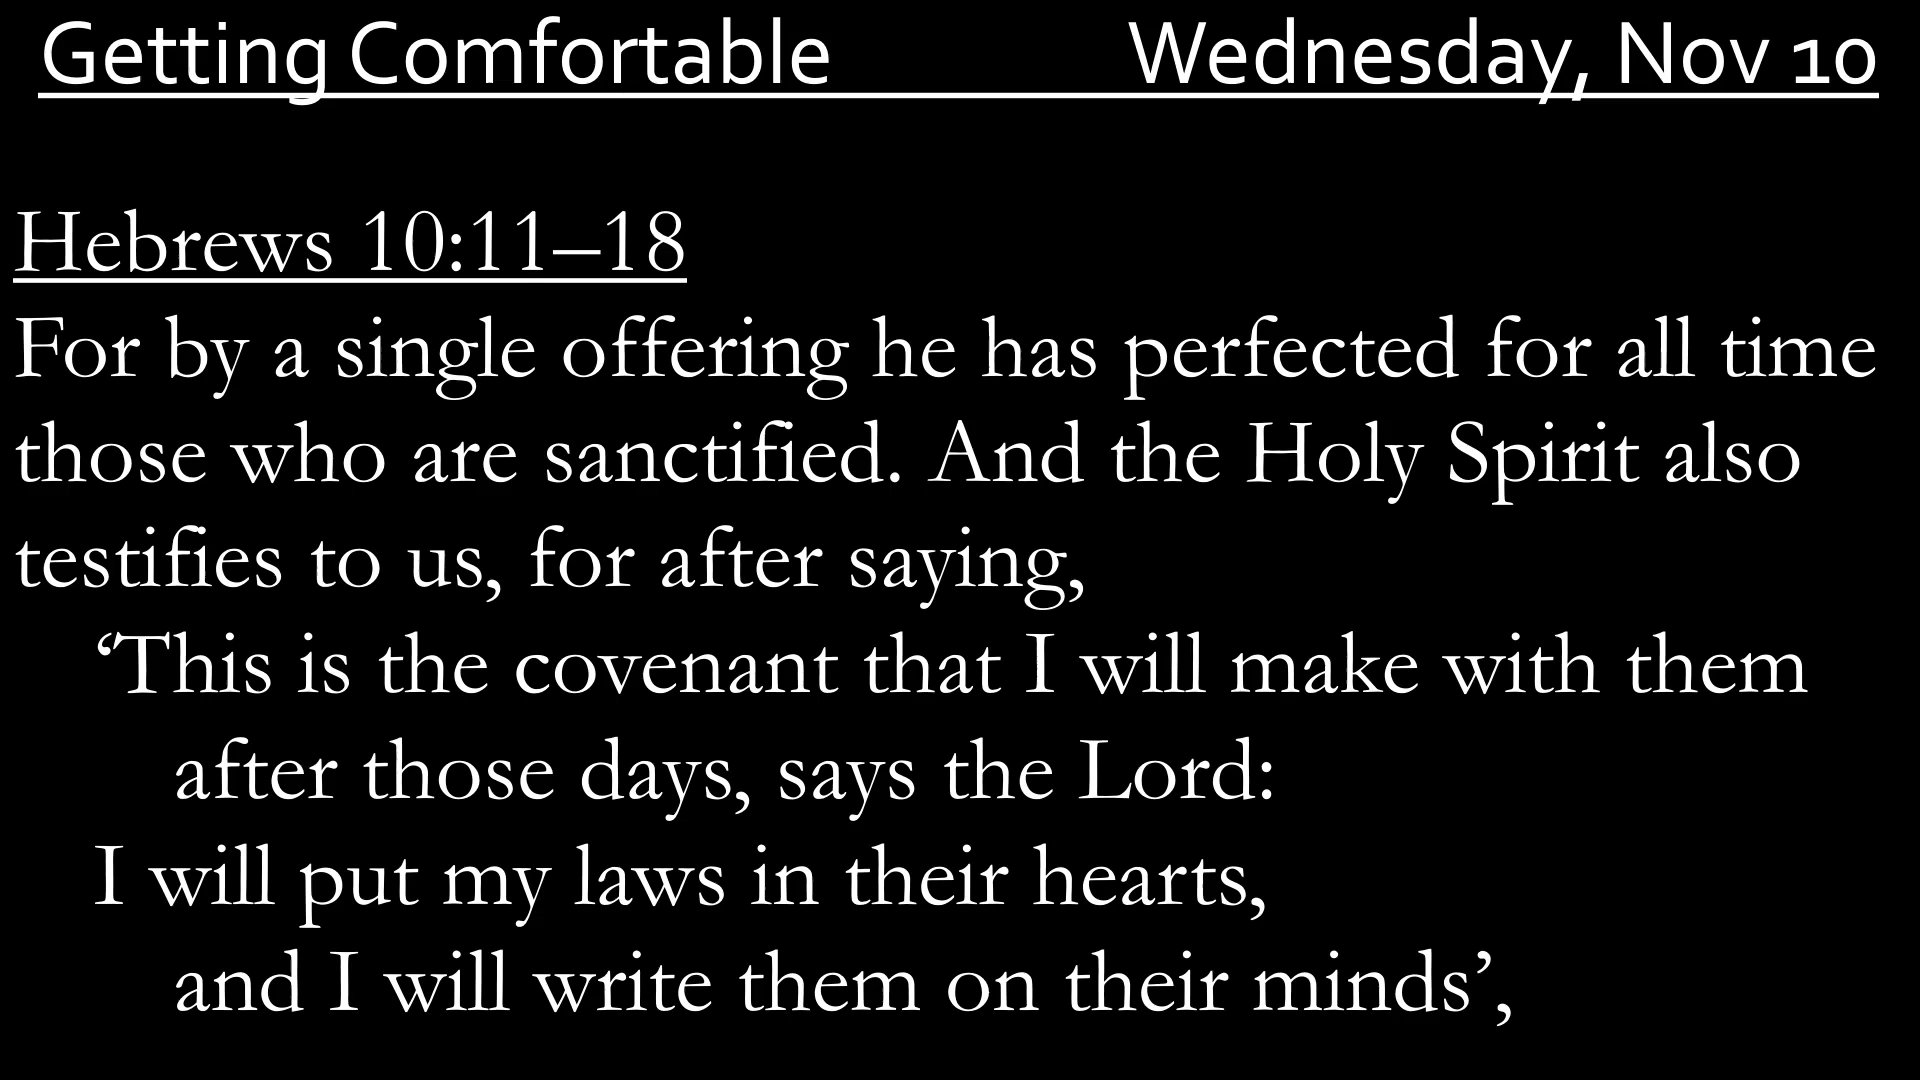 Getting Comfortable Wednesday, Nov 10
Hebrews 10:11–18
For by a single offering he has perfected for all time
those who are sanctified. And the Holy Spirit also
testifies to us, for after saying,
‘This is the covenant that I will make with them
after those days, says the Lord:
I will put my laws in their hearts,
and I will write them on their minds’,